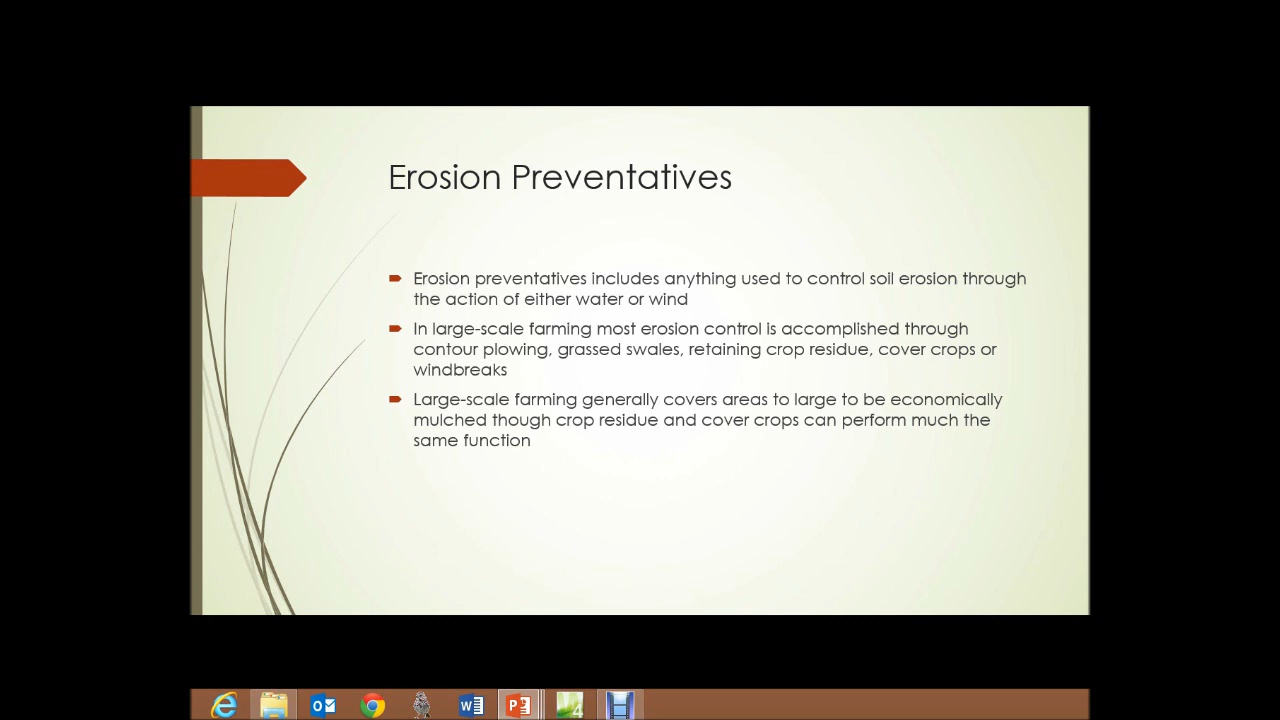 Erosion Preventatives
Erosion preventatives includes anything used to control soil erosion through
the action of either water or wind
In large-scale farming most erosion control is accomplished through
contour plowing, grassed swales, retaining crop residue, cover crops or
windbreaks
Large-scale farming generally covers areas to large to be economically
mulched though crop residue and cover crops can perform much the
same function